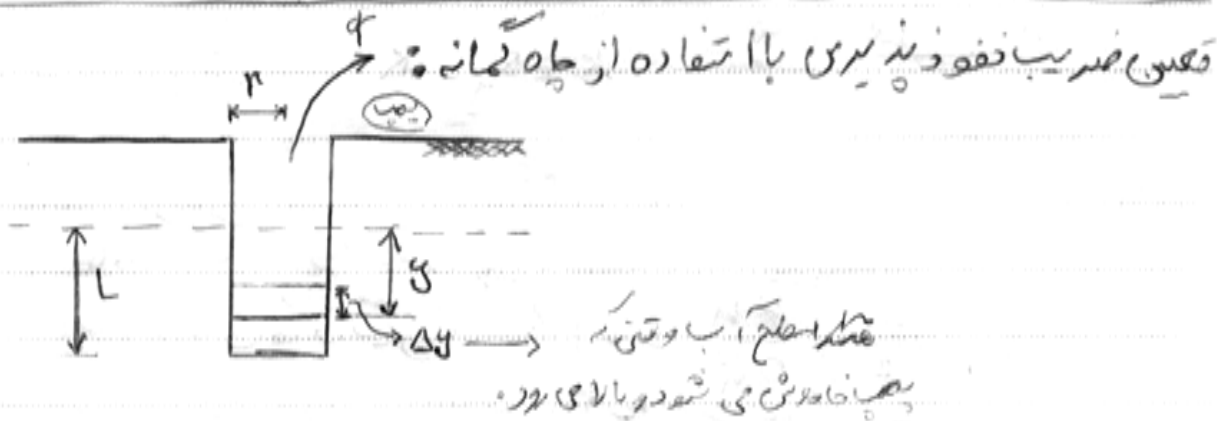 تعیین ضریب نفوذپذیری با استفاده از چاه گمانه :
q
r
پمپ
L
y
Δy
مقدار سطح آب وقتی که
پمپ خاموش می شود و بالا می رود.